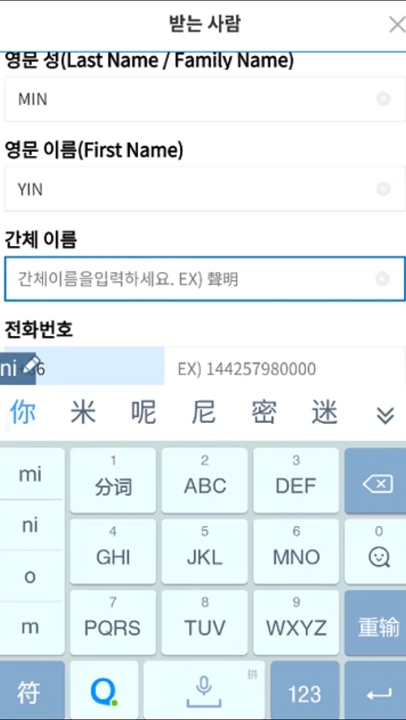 받는 사람
영문 성(Last Name / Family Name)
MIN
영문 이름(First Name)
YIN
간체 이름
간체이름을입력하세요. EX) 聲明
전화번호
ni 6 EX) 144257980000
你 米 呢 尼 密 迷
mi
ni
o
m
1 分词
2 ABC
3 DEF
4 GHI
5 JKL
6 MNO
0
7 PQRS
8 TUV
9 WXYZ
重输
符
拼
123